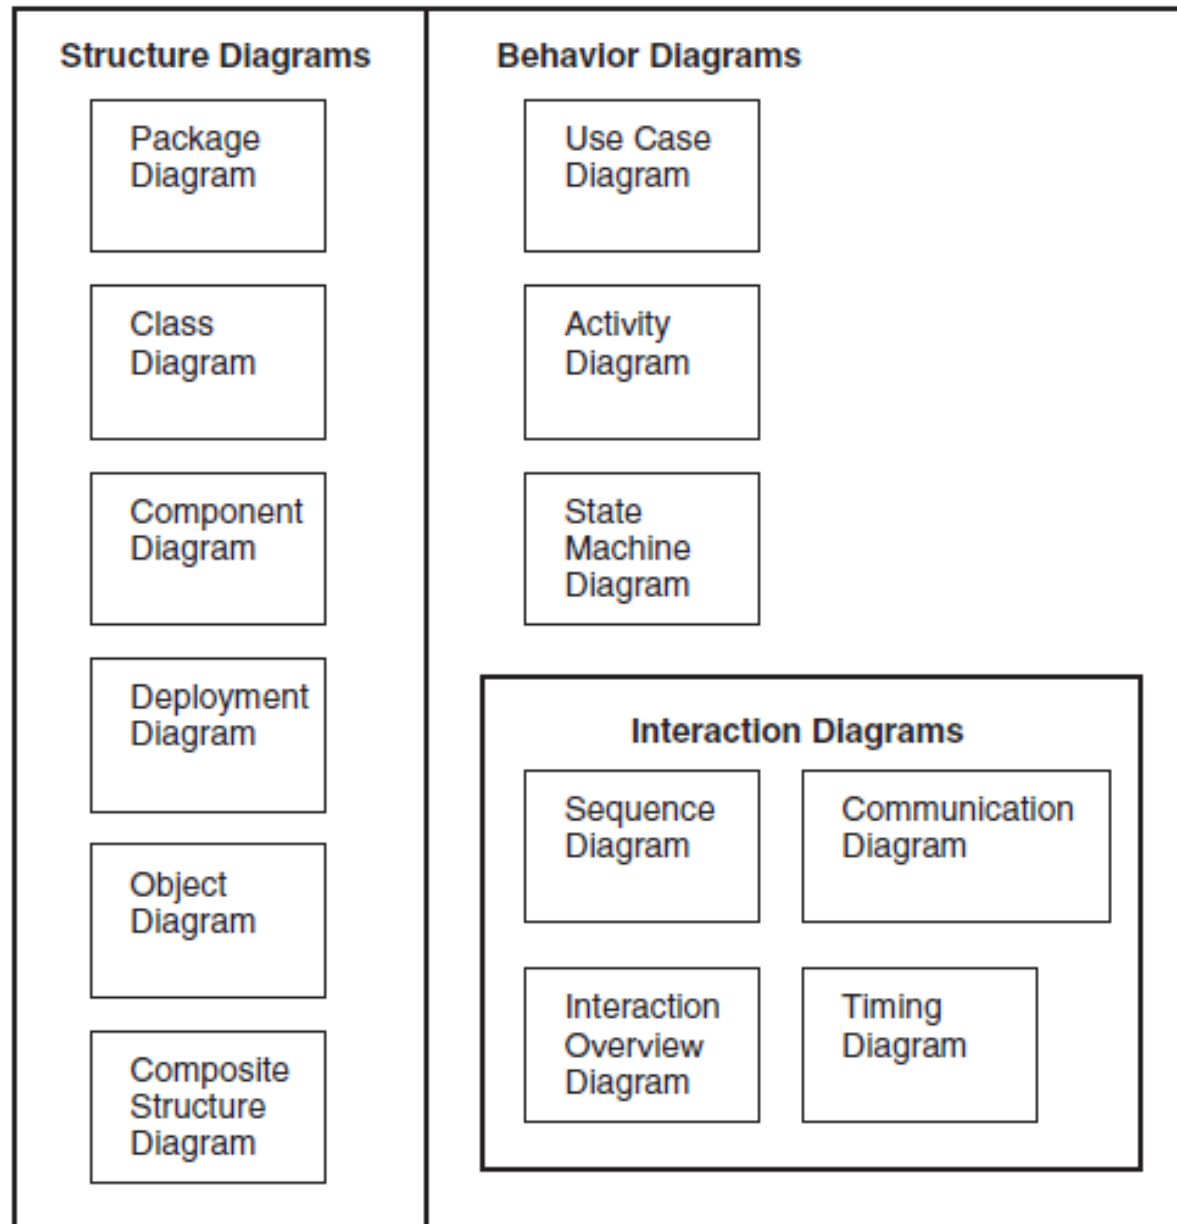 Structure Diagrams
Package
Diagram
Class
Diagram
Component
Diagram
Deployment
Diagram
Object
Diagram
Composite
Structure
Diagram
Behavior Diagrams
Use Case
Diagram
Activity
Diagram
State
Machine
Diagram
Interaction Diagrams
Sequence
Diagram
Communication
Diagram
Interaction
Overview
Diagram
Timing
Diagram